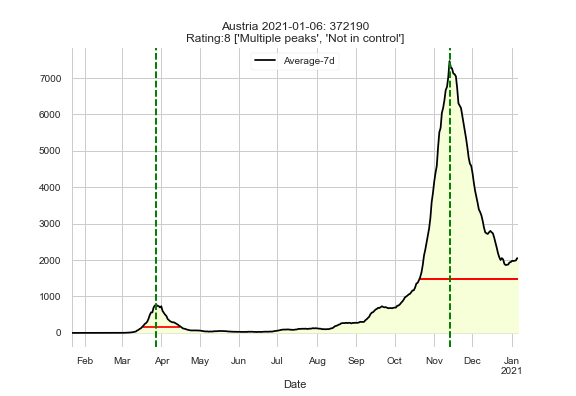 Austria 2021-01-06: 372190
Rating:8 ['Multiple peaks', 'Not in control']
Average-7d
7000
6000
5000
4000
3000
2000
1000
0
Feb Mar Apr May Jun Jul Aug Sep Oct Nov Dec Jan
2021
Date